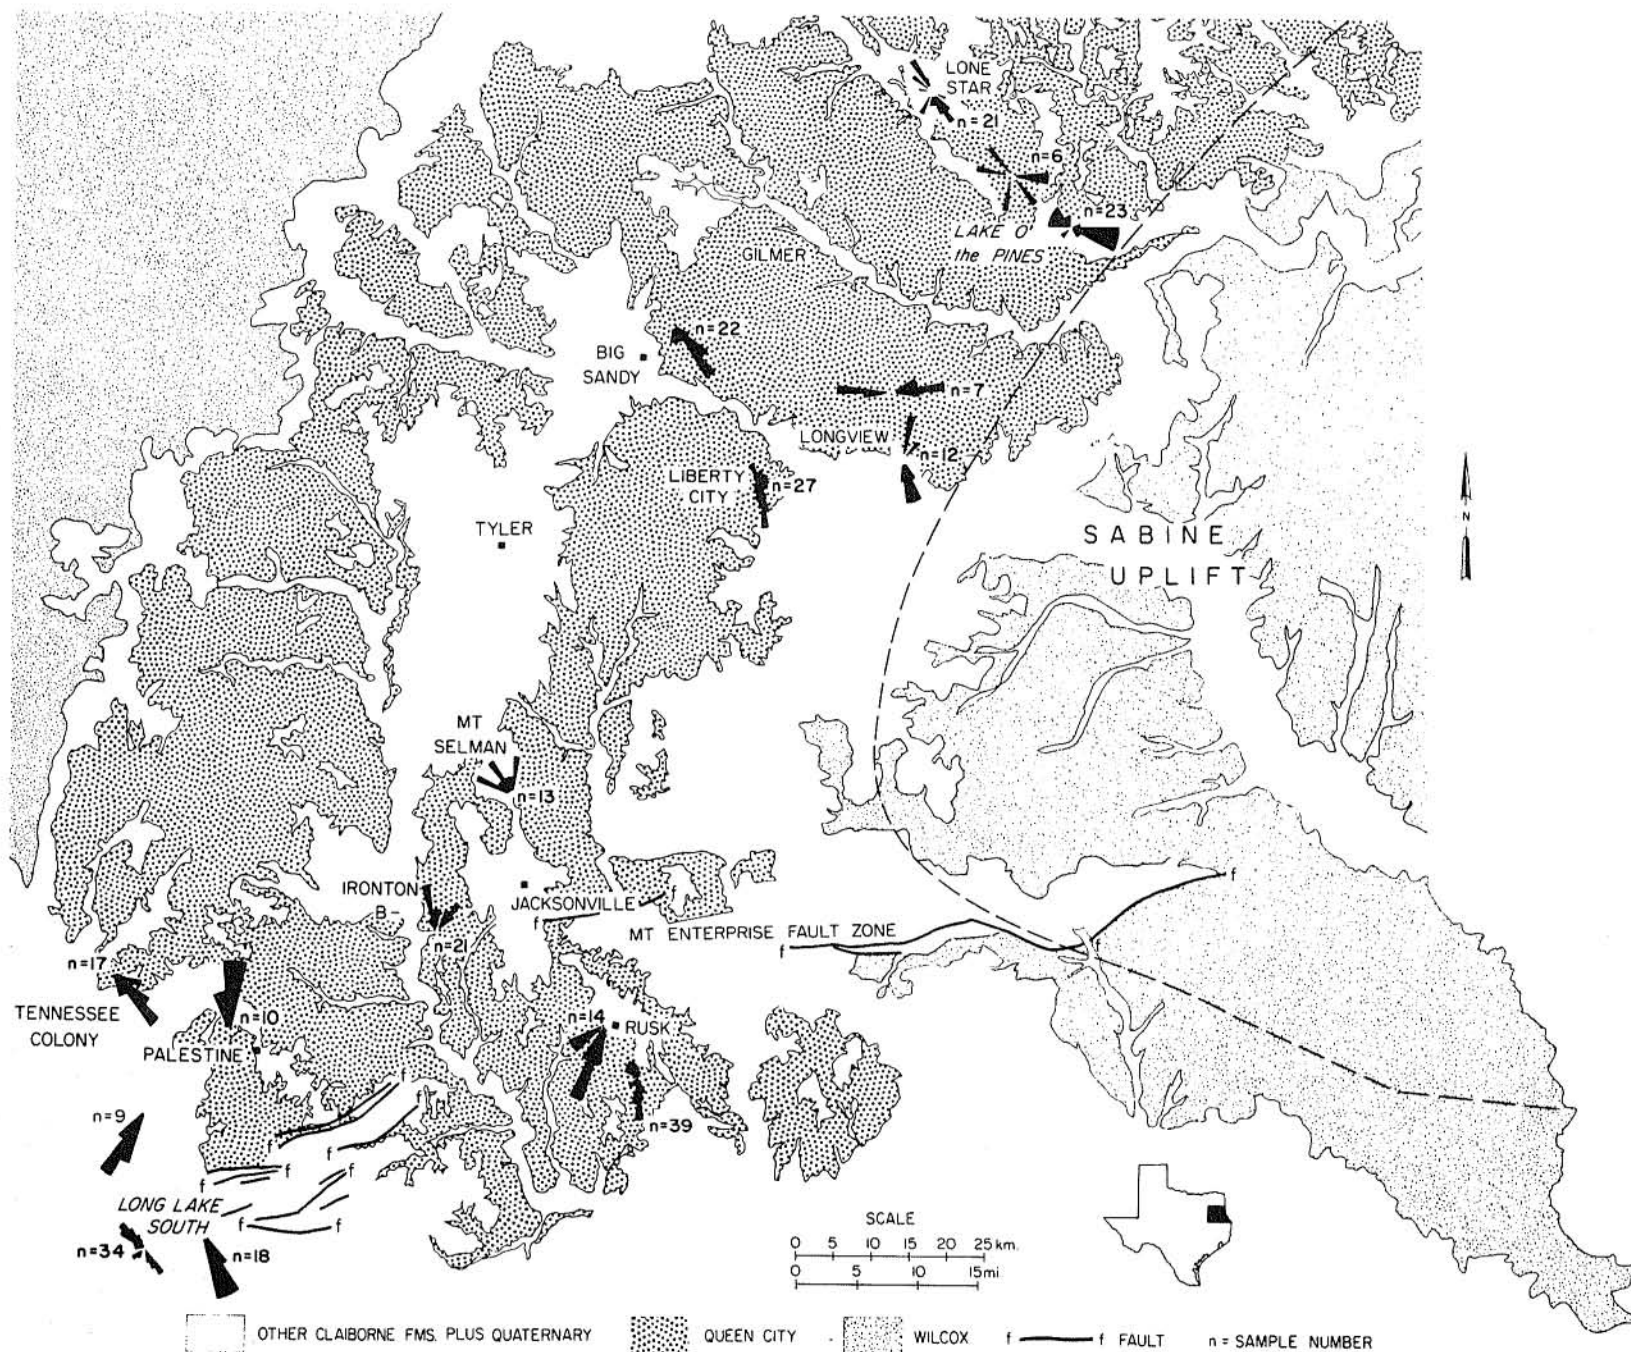 LONE
STAR
n=21
n=6
n=23
LAKE O'
the PINES
GILMER
n=22
BIG
SANDY
n=7
LONGVIEW
n=12
LIBERTY
CITY
n=27
N
TYLER
SABINE
UPLIFT
MT
SELMAN
n=13
IRONTON
B-
JACKSONVILLE
f
f
f
MT ENTERPRISE FAULT ZONE
f
f
n=21
n=17
TENNESSEE
COLONY
n=10
PALESTINE
n=14
RUSK
n=9
f
f
f
f
n=39
f
f
f
LONG LAKE
SOUTH
f
f
n=34
n=18
SCALE
0 5 10 15 20 25 km.
0 5 10 15 mi
OTHER CLAIBORNE FMS. PLUS QUATERNARY
QUEEN CITY
WILCOX
f f FAULT
n = SAMPLE NUMBER